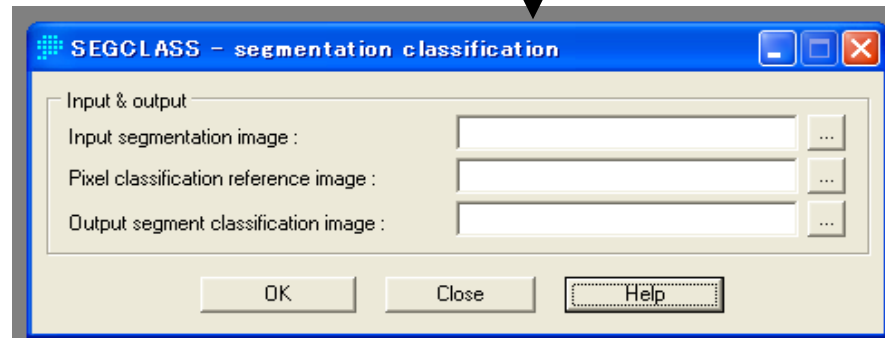 SEGCLASS - segmentation classification
Input & output
Input segmentation image :
...
Pixel classification reference image :
...
Output segment classification image :
...
OK Close Help